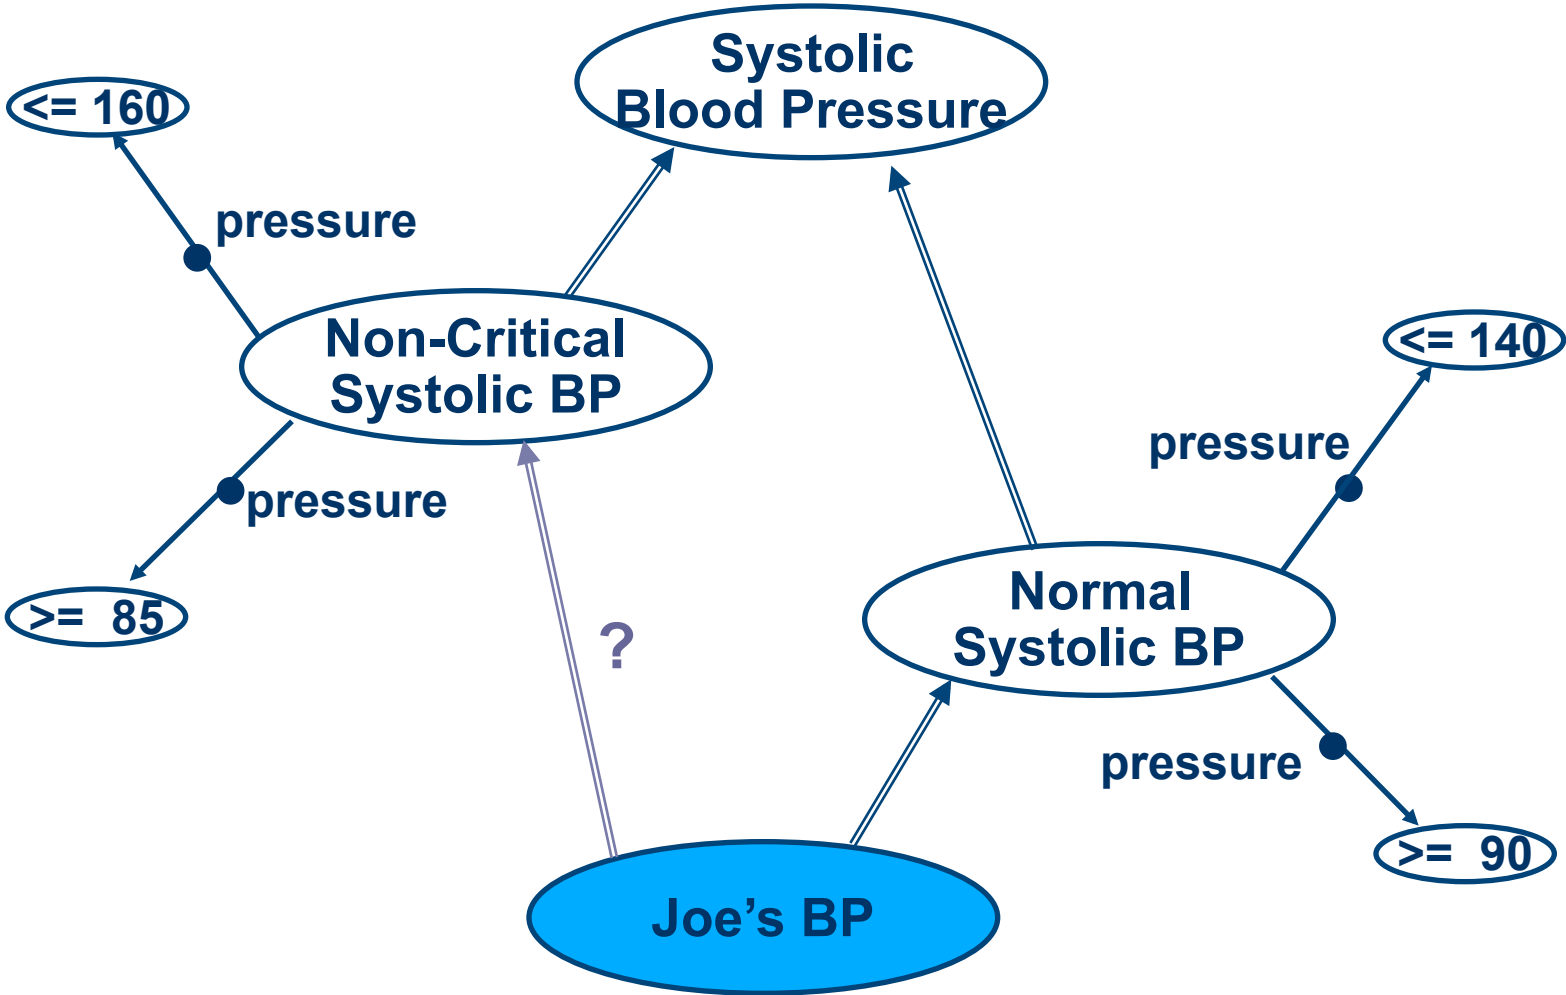 Systolic
Blood Pressure
<= 160
pressure
Non-Critical
Systolic BP
<= 140
pressure
pressure
>= 85
?
Normal
Systolic BP
pressure
>= 90
Joe’s BP